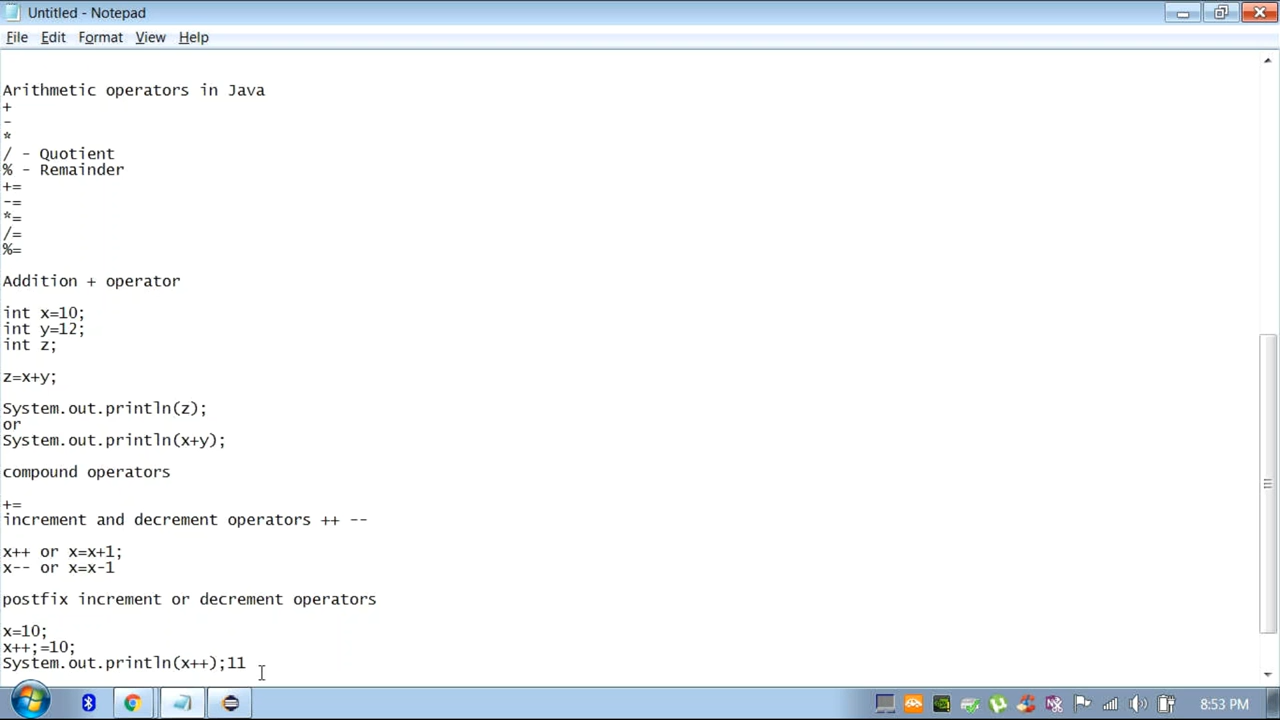 Untitled - Notepad
File Edit Format View Help
Arithmetic operators in Java
+
-
*
/ - Quotient
% - Remainder
+=
-=
*=
/=
%=
Addition + operator
int x=10;
int y=12;
int z;
z=x+y;
System.out.println(z);
or
System.out.println(x+y);
compound operators
+=
increment and decrement operators ++ --
x++ or x=x+1;
x-- or x=x-1
postfix increment or decrement operators
x=10;
x++;=10;
System.out.println(x++);11
8:53 PM